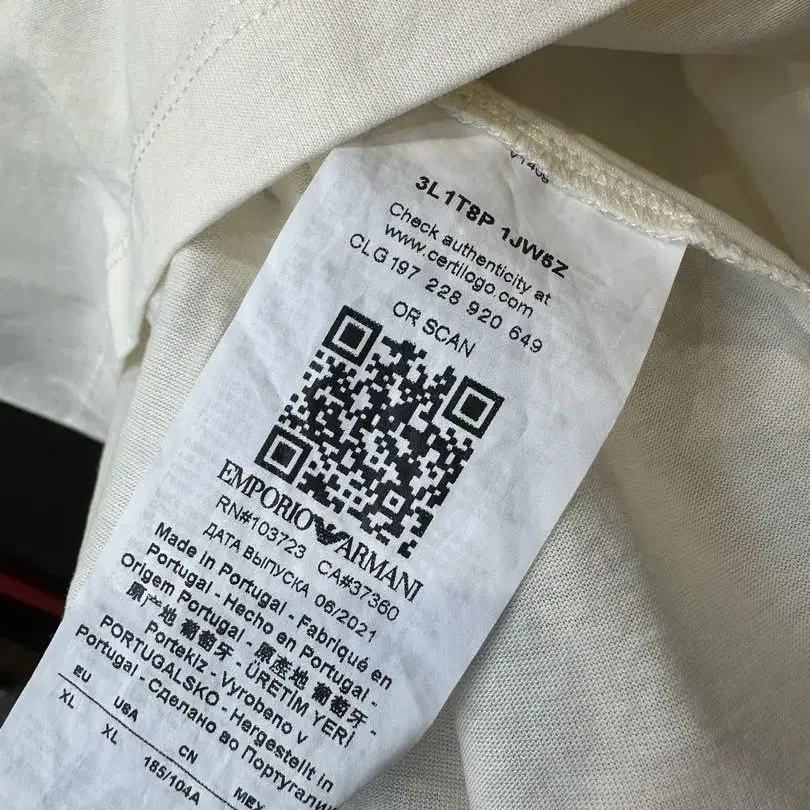 3L1T8P 1JW5Z
Check authenticity at
www.certilogo.com
CLG 197 228 920 649
OR SCAN
EMPORIO ARMANI
RN#103723 CA#37360
ДАТА ВЫПУСКА 06/2021
Made in Portugal - Fabriqué en
Portugal - Hecho en Portugal -
Origem Portugal - 原産地
原产地 葡萄牙 - 葡萄牙 -
Portekiz - ÜRETİM YERİ
PORTUGALSKO - Vyrobeno v
Portugal - Hergestellt in
Сделано во Португалии
EU USA CN MEX
XL XL 185/104A